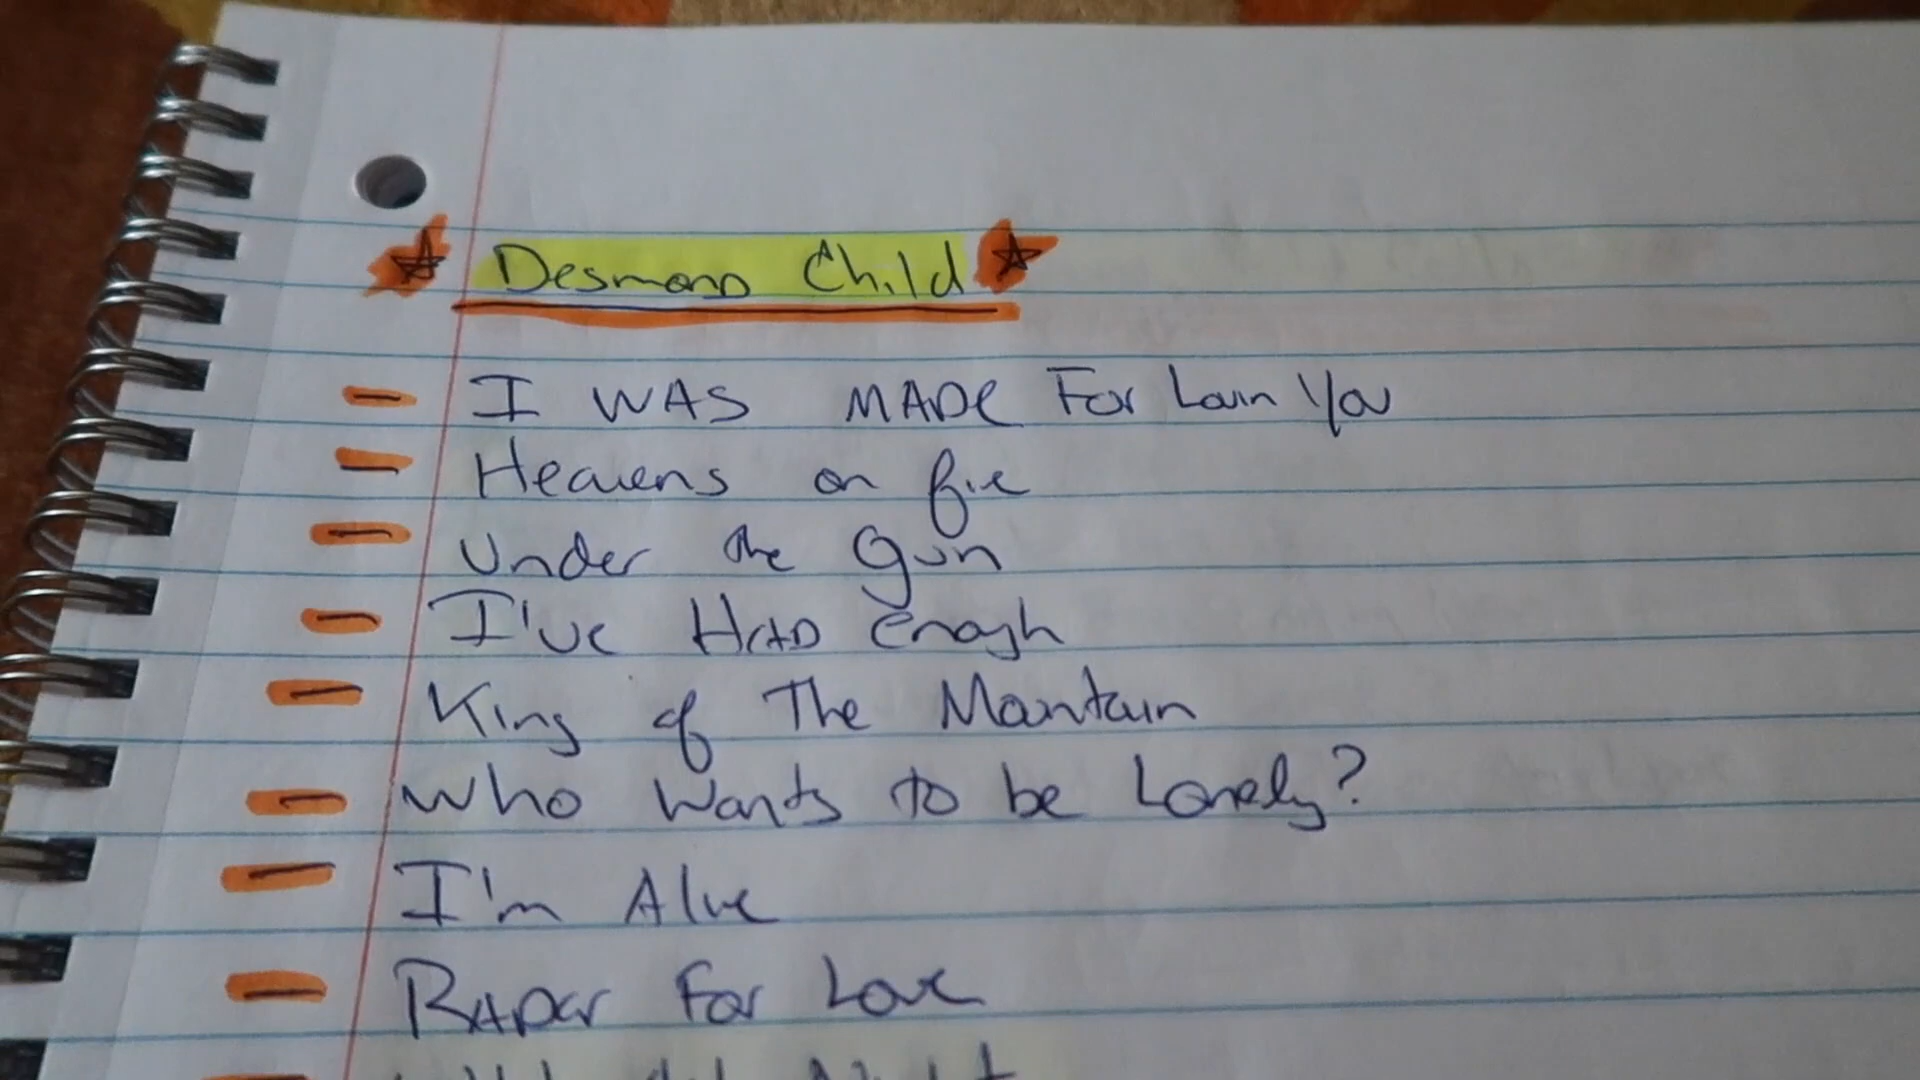 Desmond Child
I WAS MADE For Lovin You
Heavens on fire
Under the gun
I've HAD Enough
King of The Mountain
Who Wants to be Lonely?
I'm Alive
RADAR For Love